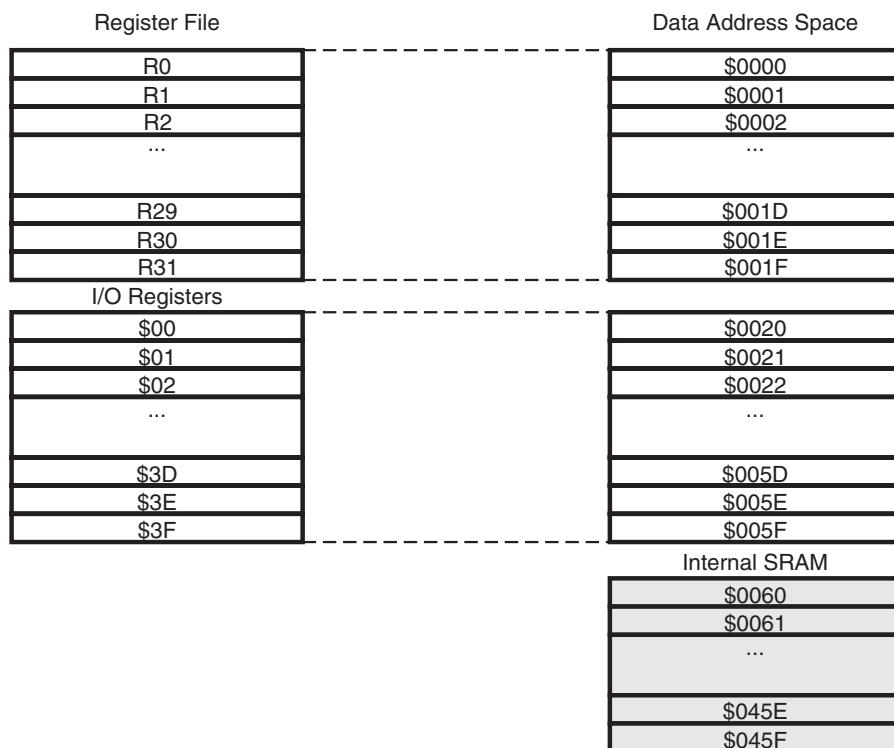 Register File Data Address Space
R0 $0000
R1 $0001
R2 $0002
... ...
R29 $001D
R30 $001E
R31 $001F
I/O Registers
$00 $0020
$01 $0021
$02 $0022
... ...
$3D $005D
$3E $005E
$3F $005F
Internal SRAM
$0060
$0061
...
$045E
$045F